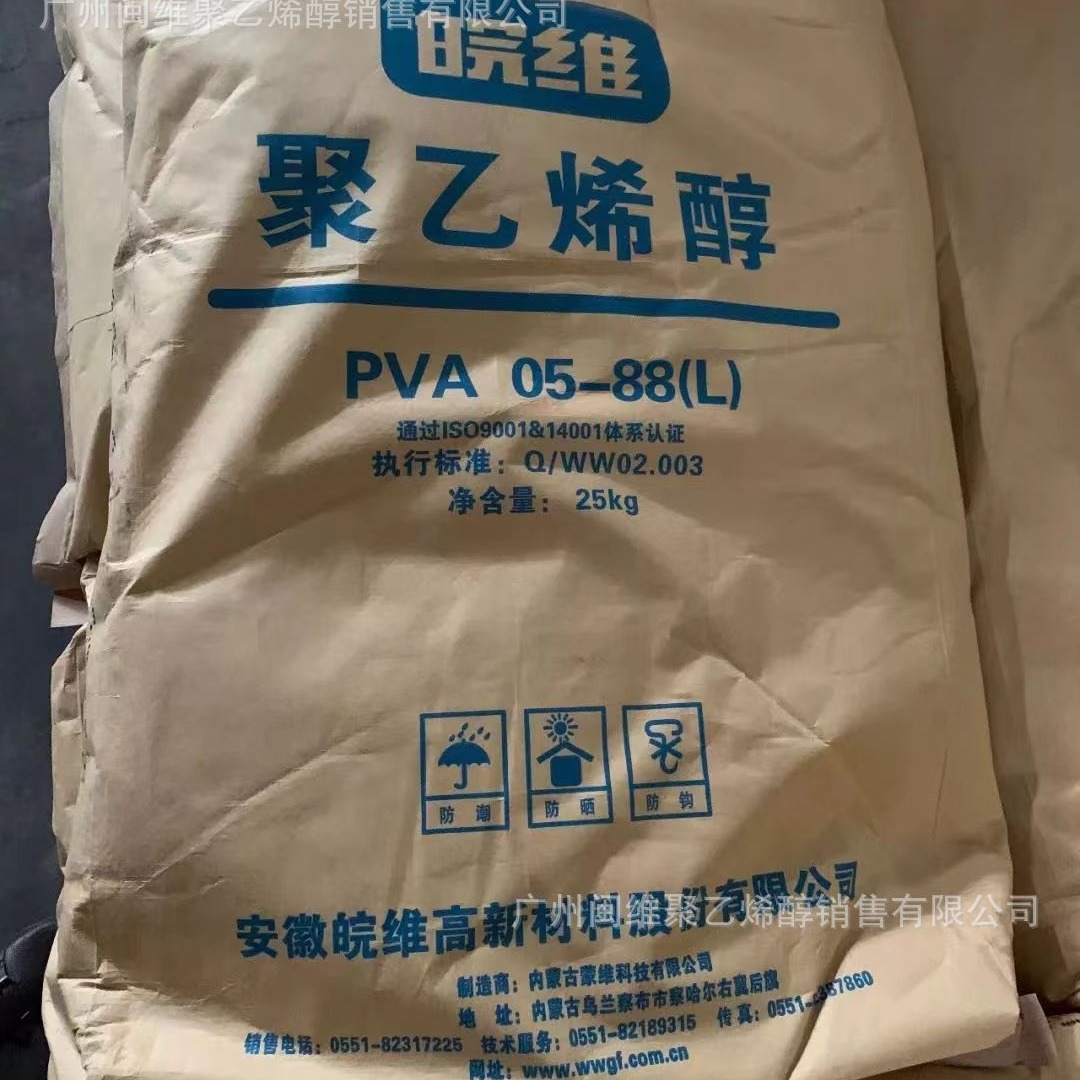 广州闽维聚乙烯醇销售有限公司
皖维
聚乙烯醇
PVA 05-88(L)
通过ISO9001&14001体系认证
执行标准：Q/WW02.003
净含量：25kg
防潮 防晒 防钩
安徽皖维高新材料股份有限公司
广州闽维聚乙烯醇销售有限公司
制造商：内蒙古蒙维科技有限公司
地 址：内蒙古乌兰察布市察哈尔右翼后旗
销售电话：0551-82317225 技术服务：0551-82189315 传真：
网址：www.wwgf.com.cn